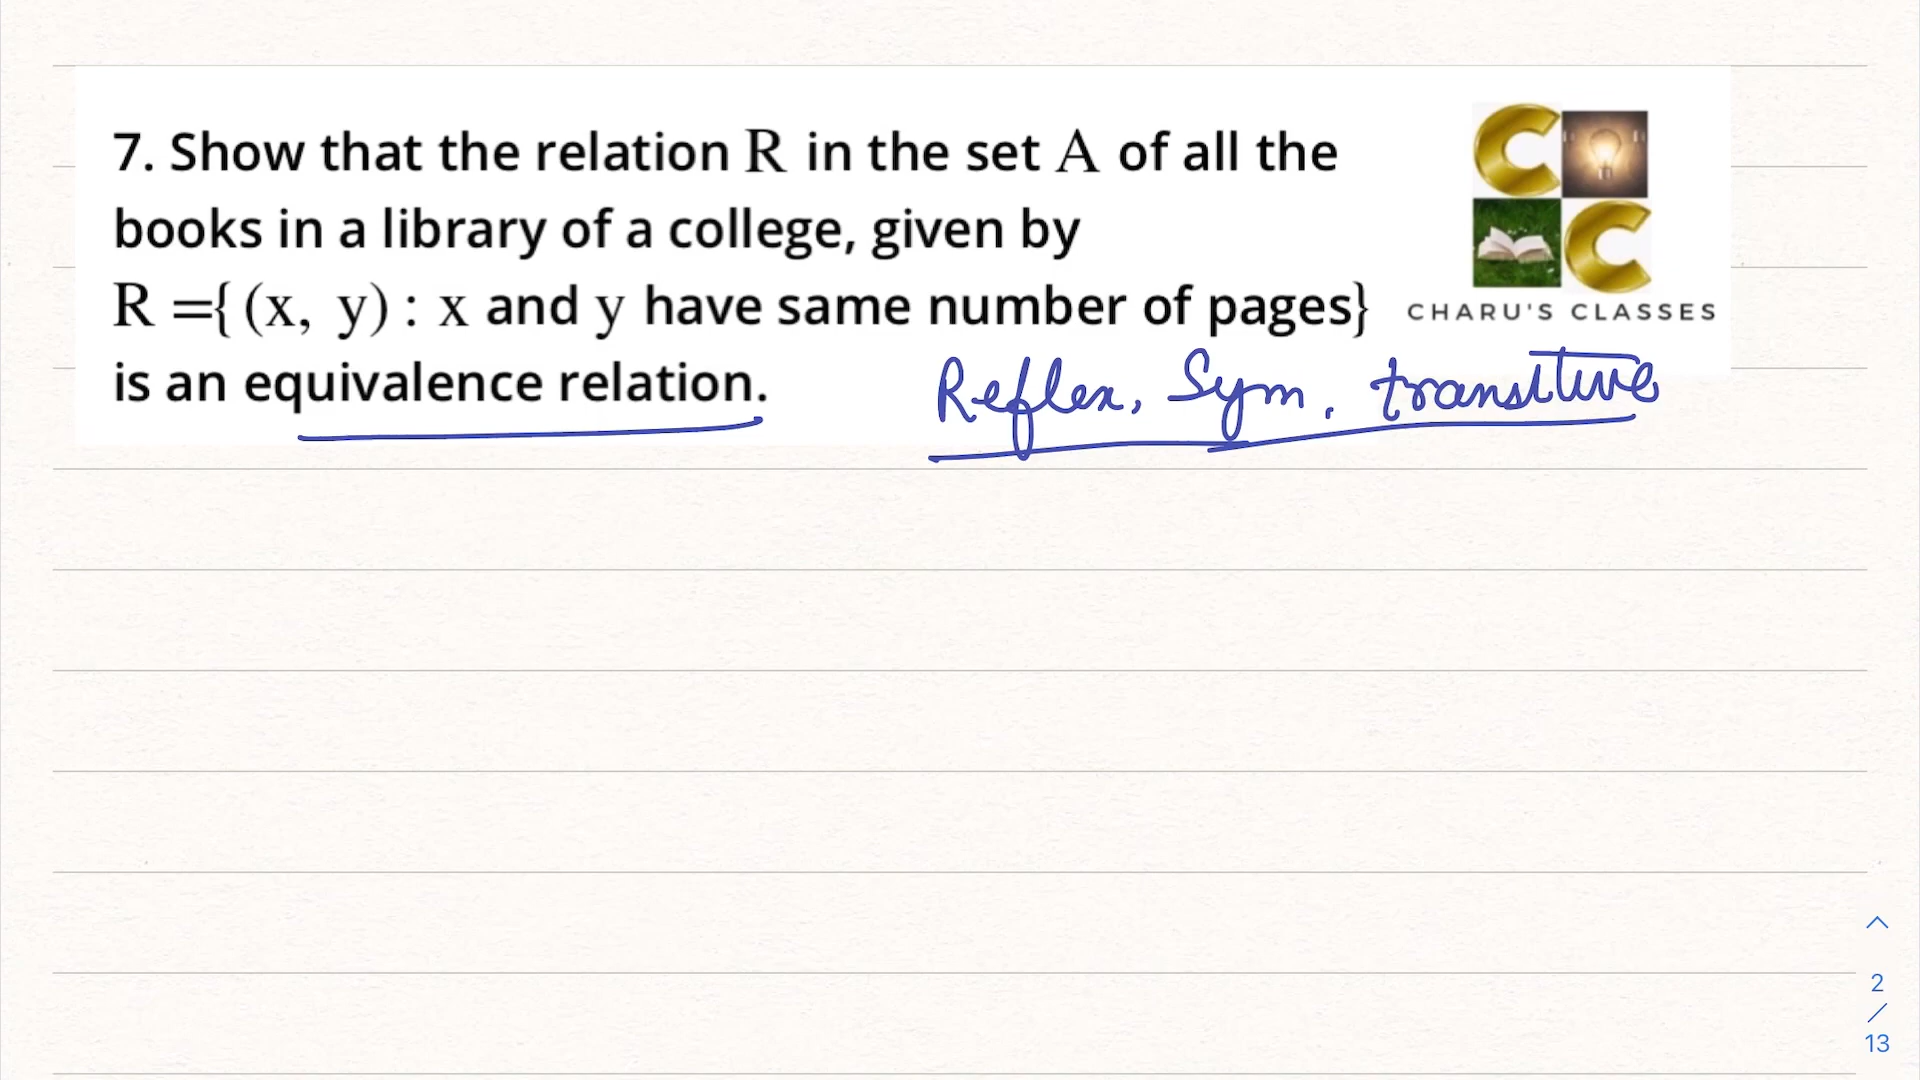 7. Show that the relation R in the set A of all the
books in a library of a college, given by
R ={ (x, y) : x and y have same number of pages}
is an equivalence relation.
Reflex, Sym, transitive
C
C
CHARU'S CLASSES
2
/
13